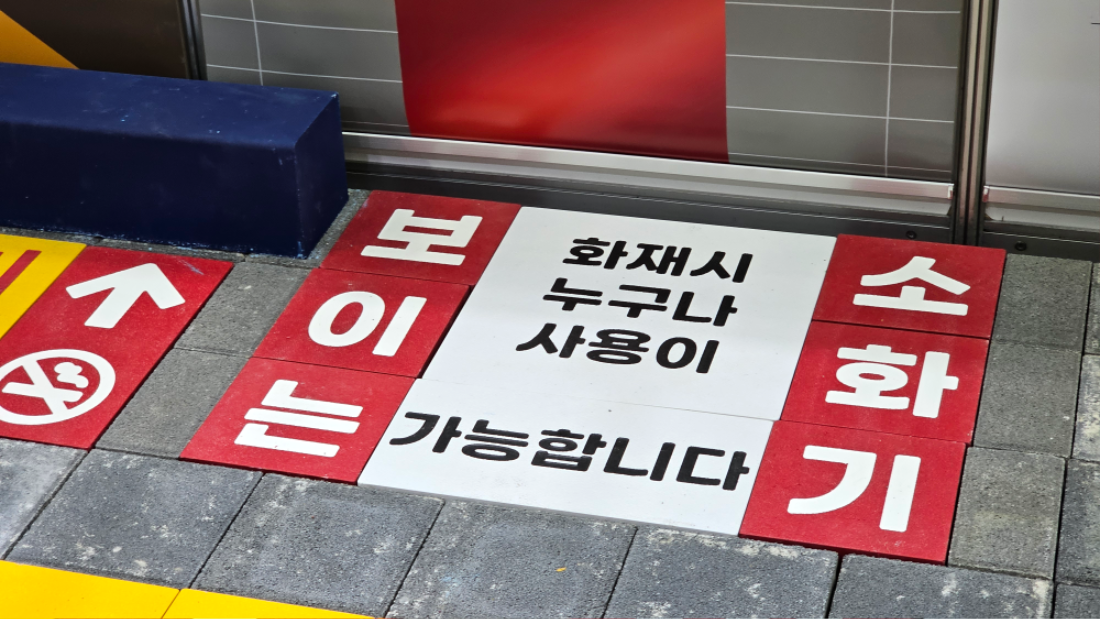 보이는
화재시
누구나
사용이
가능합니다
소화기